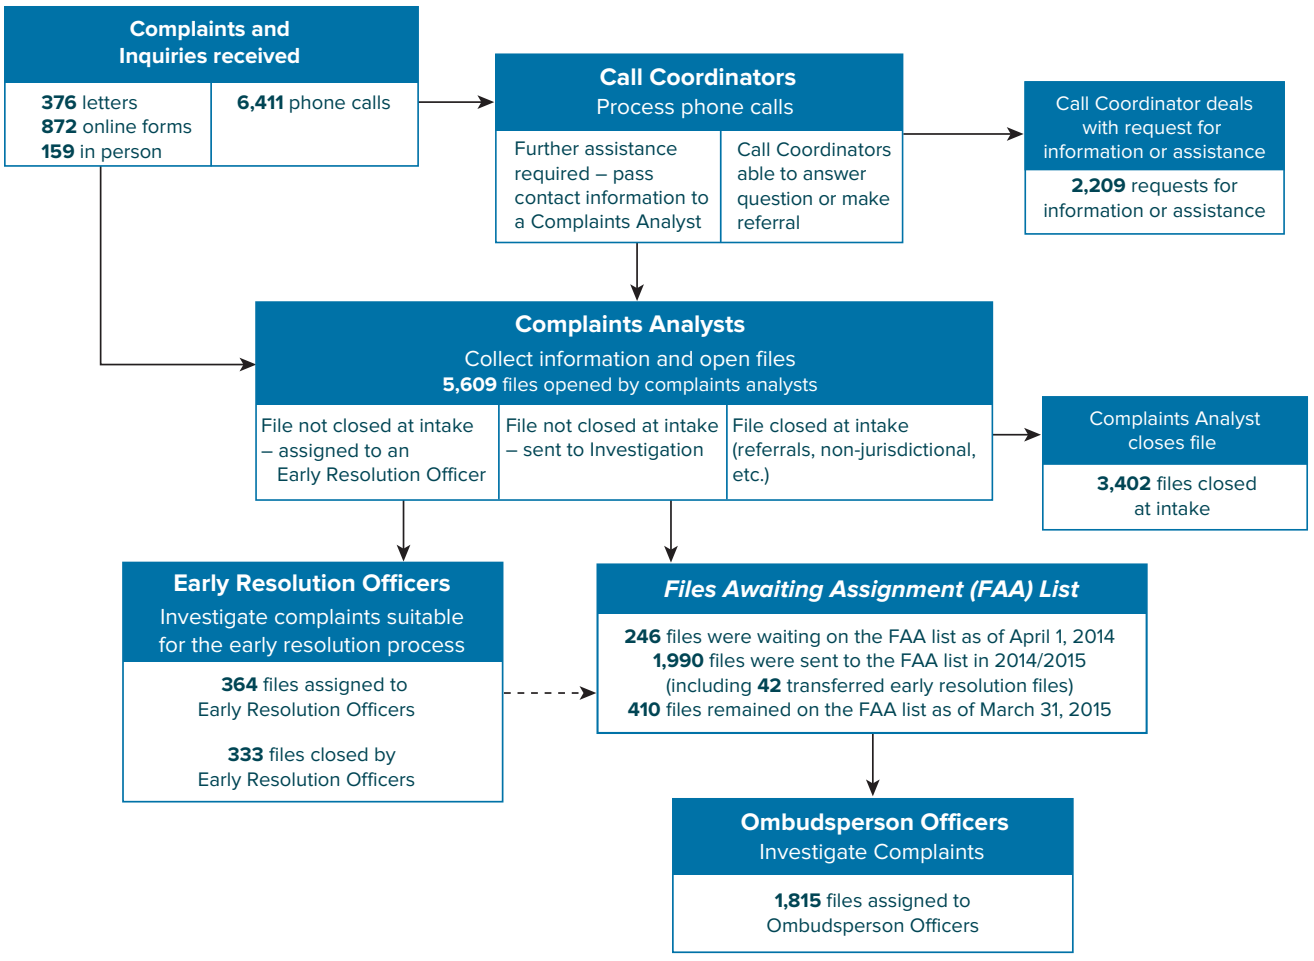 Complaints and
Inquiries received
376 letters
872 online forms
159 in person
6,411 phone calls
Call Coordinators
Process phone calls
Further assistance
required – pass
contact information to
a Complaints Analyst
Call Coordinators
able to answer
question or make
referral
Call Coordinator deals
with request for
information or assistance
2,209 requests for
information or assistance
Complaints Analysts
Collect information and open files
5,609 files opened by complaints analysts
File not closed at intake
– assigned to an
Early Resolution Officer
File not closed at intake
– sent to Investigation
File closed at intake
(referrals, non-jurisdictional,
etc.)
Complaints Analyst
closes file
3,402 files closed
at intake
Early Resolution Officers
Investigate complaints suitable
for the early resolution process
364 files assigned to
Early Resolution Officers
333 files closed by
Early Resolution Officers
Files Awaiting Assignment (FAA) List
246 files were waiting on the FAA list as of April 1, 2014
1,990 files were sent to the FAA list in 2014/2015
(including 42 transferred early resolution files)
410 files remained on the FAA list as of March 31, 2015
Ombudsperson Officers
Investigate Complaints
1,815 files assigned to
Ombudsperson Officers